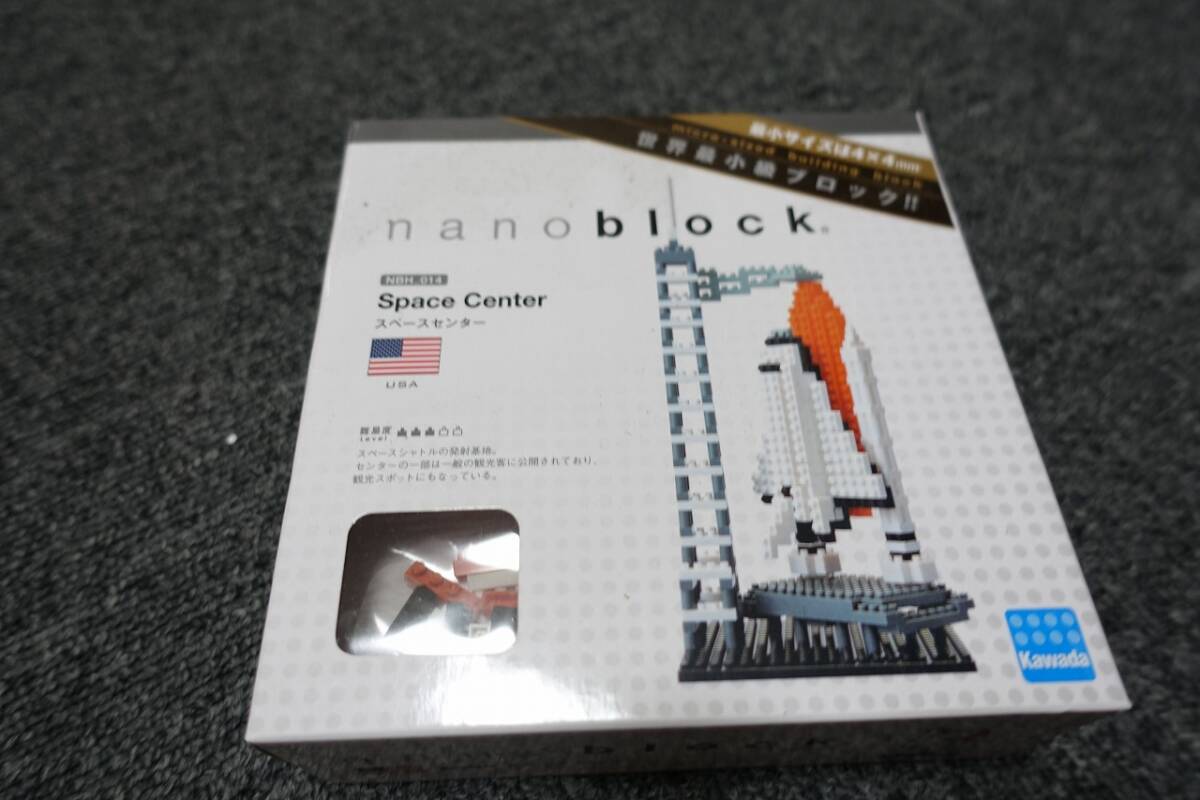 最小サイズは4×4mm
micro-sized building block
世界最小級ブロック!!
nanoblock
NBH_014
Space Center
スペースセンター
USA
難易度
Level
スペースシャトルの発射基地。
センターの一部は一般の観光客に公開されており、
観光スポットにもなっている。
Kawada
block